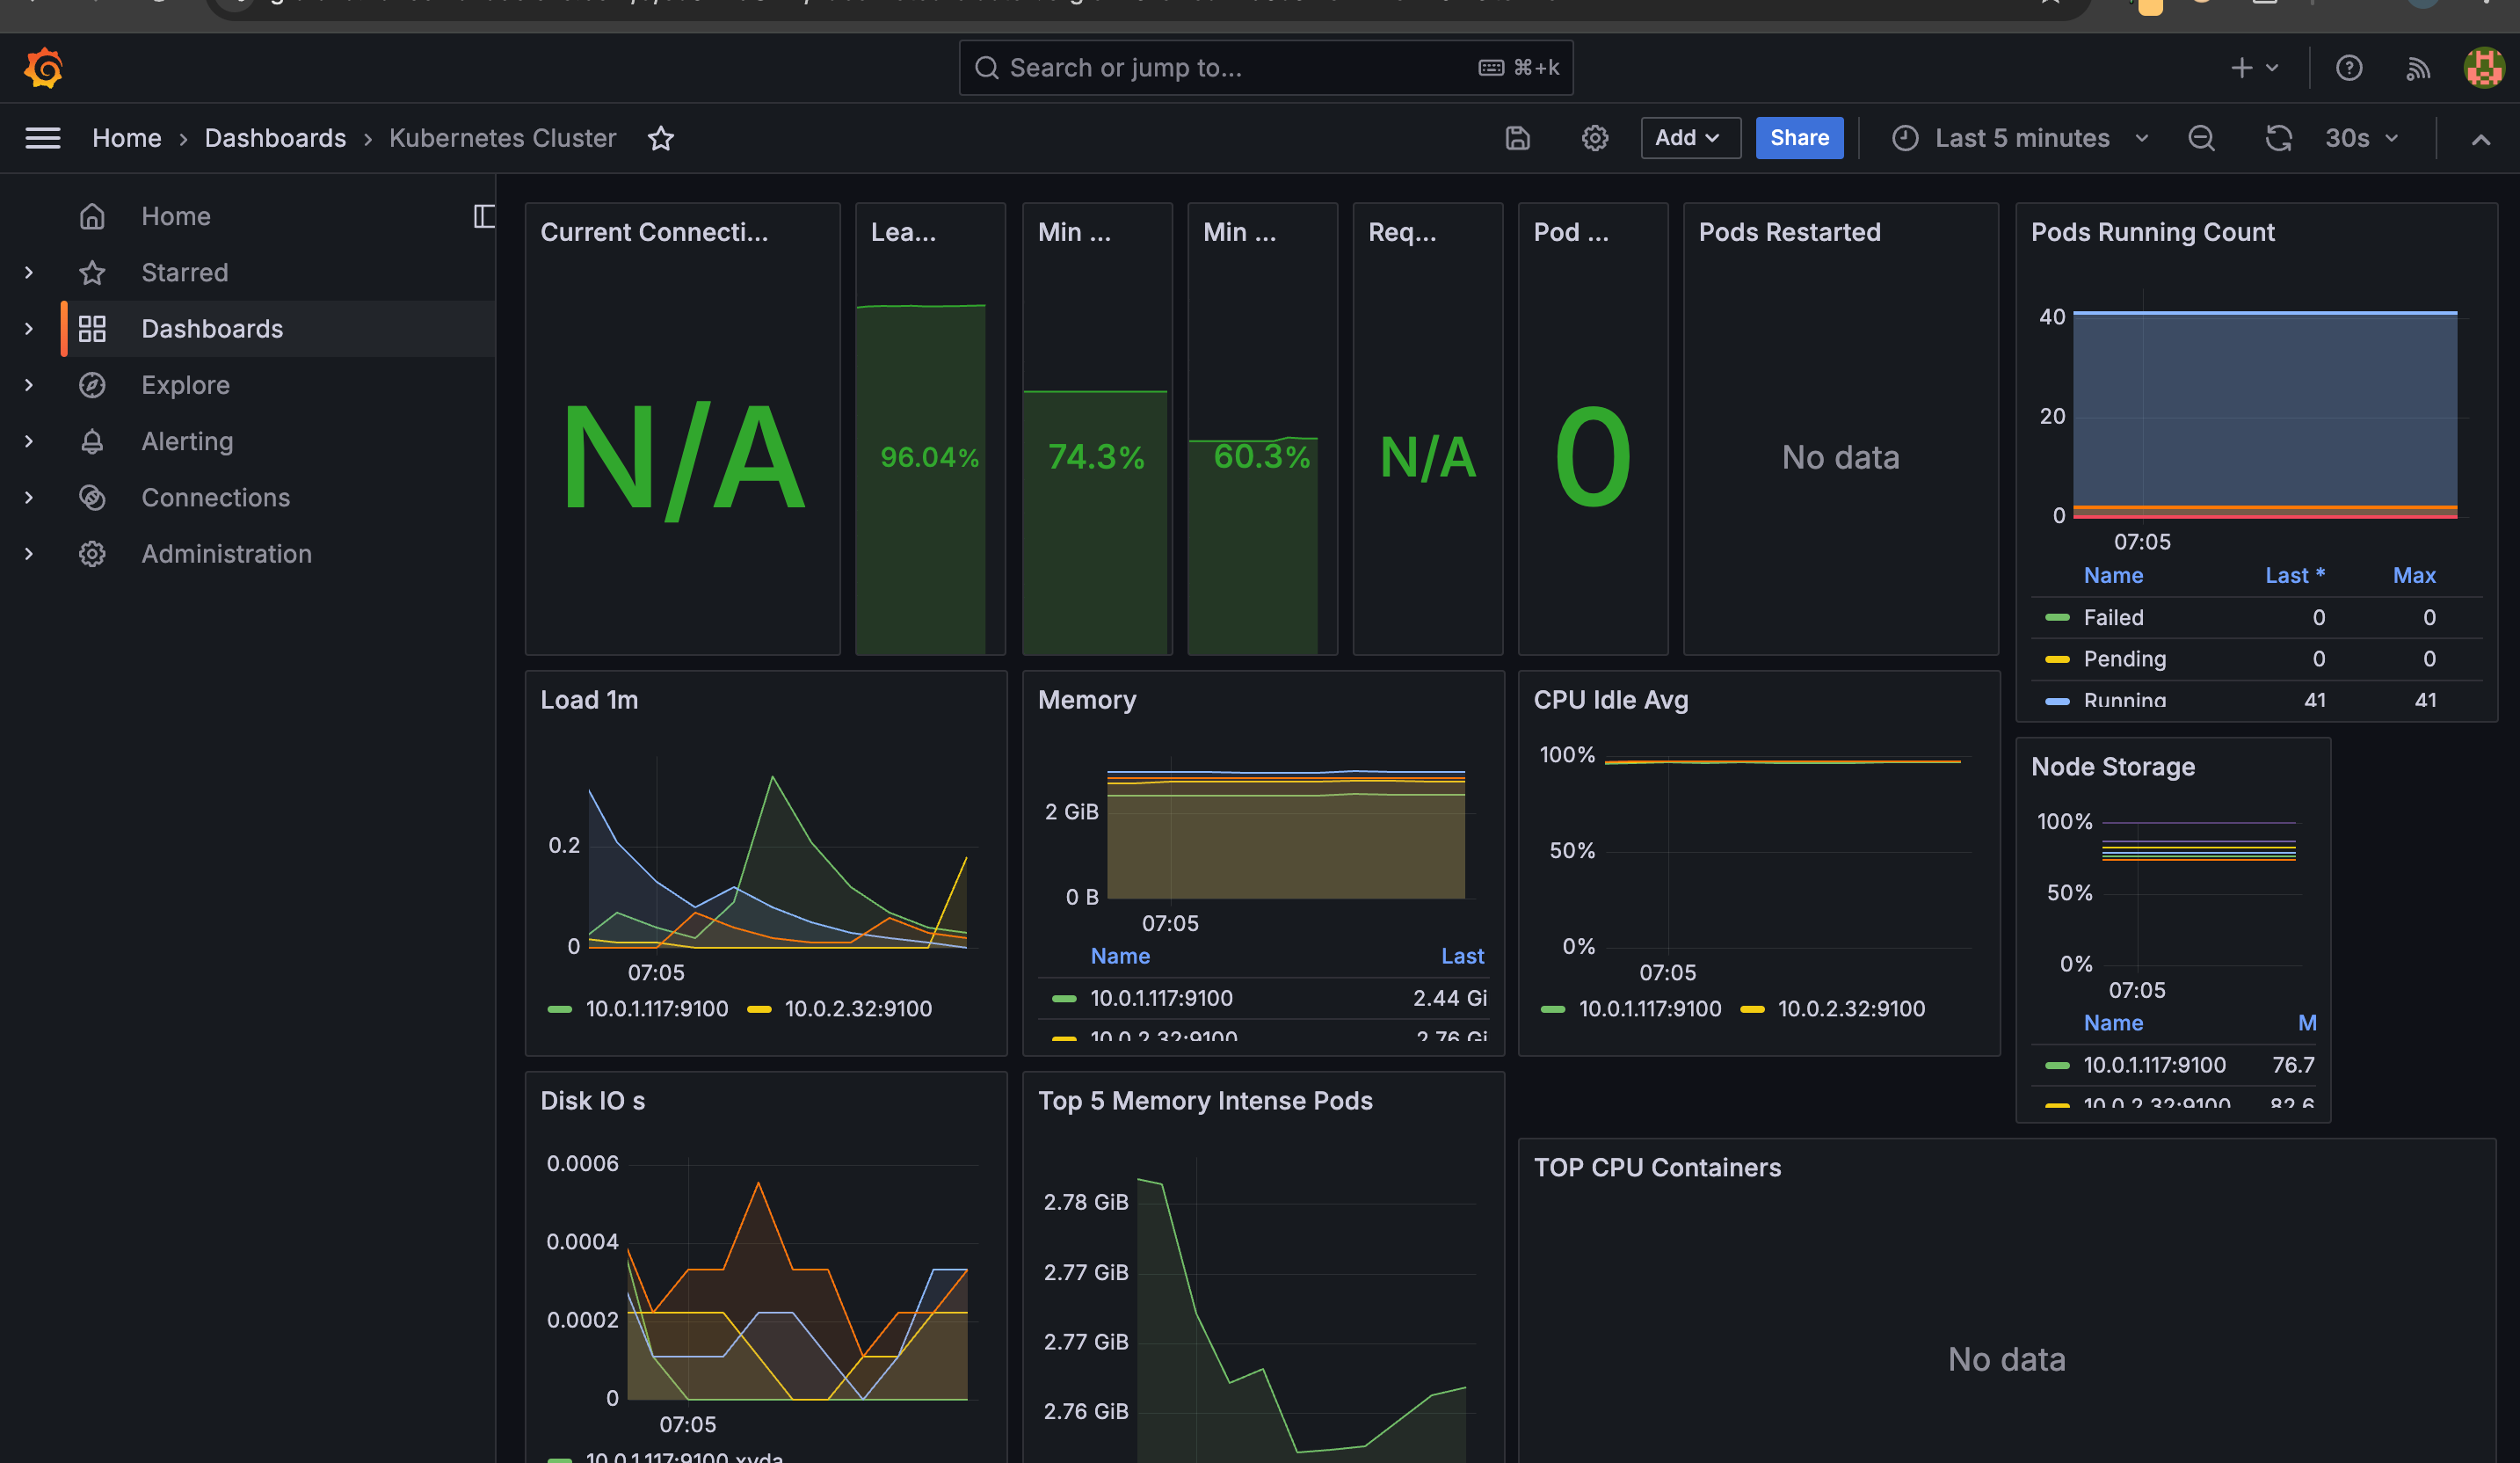 Search or jump to...
⌘+k
Home
Dashboards
Kubernetes Cluster
Add
Share
Last 5 minutes
30s
Home
Starred
Dashboards
Explore
Alerting
Connections
Administration
Current Connecti...
N/A
Lea...
96.04%
Min ...
74.3%
Min ...
60.3%
Req...
N/A
Pod ...
0
Pods Restarted
No data
Pods Running Count
40
20
0
07:05
Name Last * Max
Failed 0 0
Pending 0 0
Running 41 41
Load 1m
0.2
0
07:05
10.0.1.117:9100 10.0.2.32:9100
Memory
2 GiB
0 B
07:05
Name Last
10.0.1.117:9100 2.44 Gi
10.0.2.32:9100 2.76 Gi
CPU Idle Avg
100%
50%
0%
07:05
10.0.1.117:9100 10.0.2.32:9100
Node Storage
100%
50%
0%
07:05
Name M
10.0.1.117:9100 76.7
10.0.2.32:9100 82.6
Disk IO s
0.0006
0.0004
0.0002
0
07:05
10.0.1.117:9100 xvda
Top 5 Memory Intense Pods
2.78 GiB
2.77 GiB
2.77 GiB
2.76 GiB
TOP CPU Containers
No data